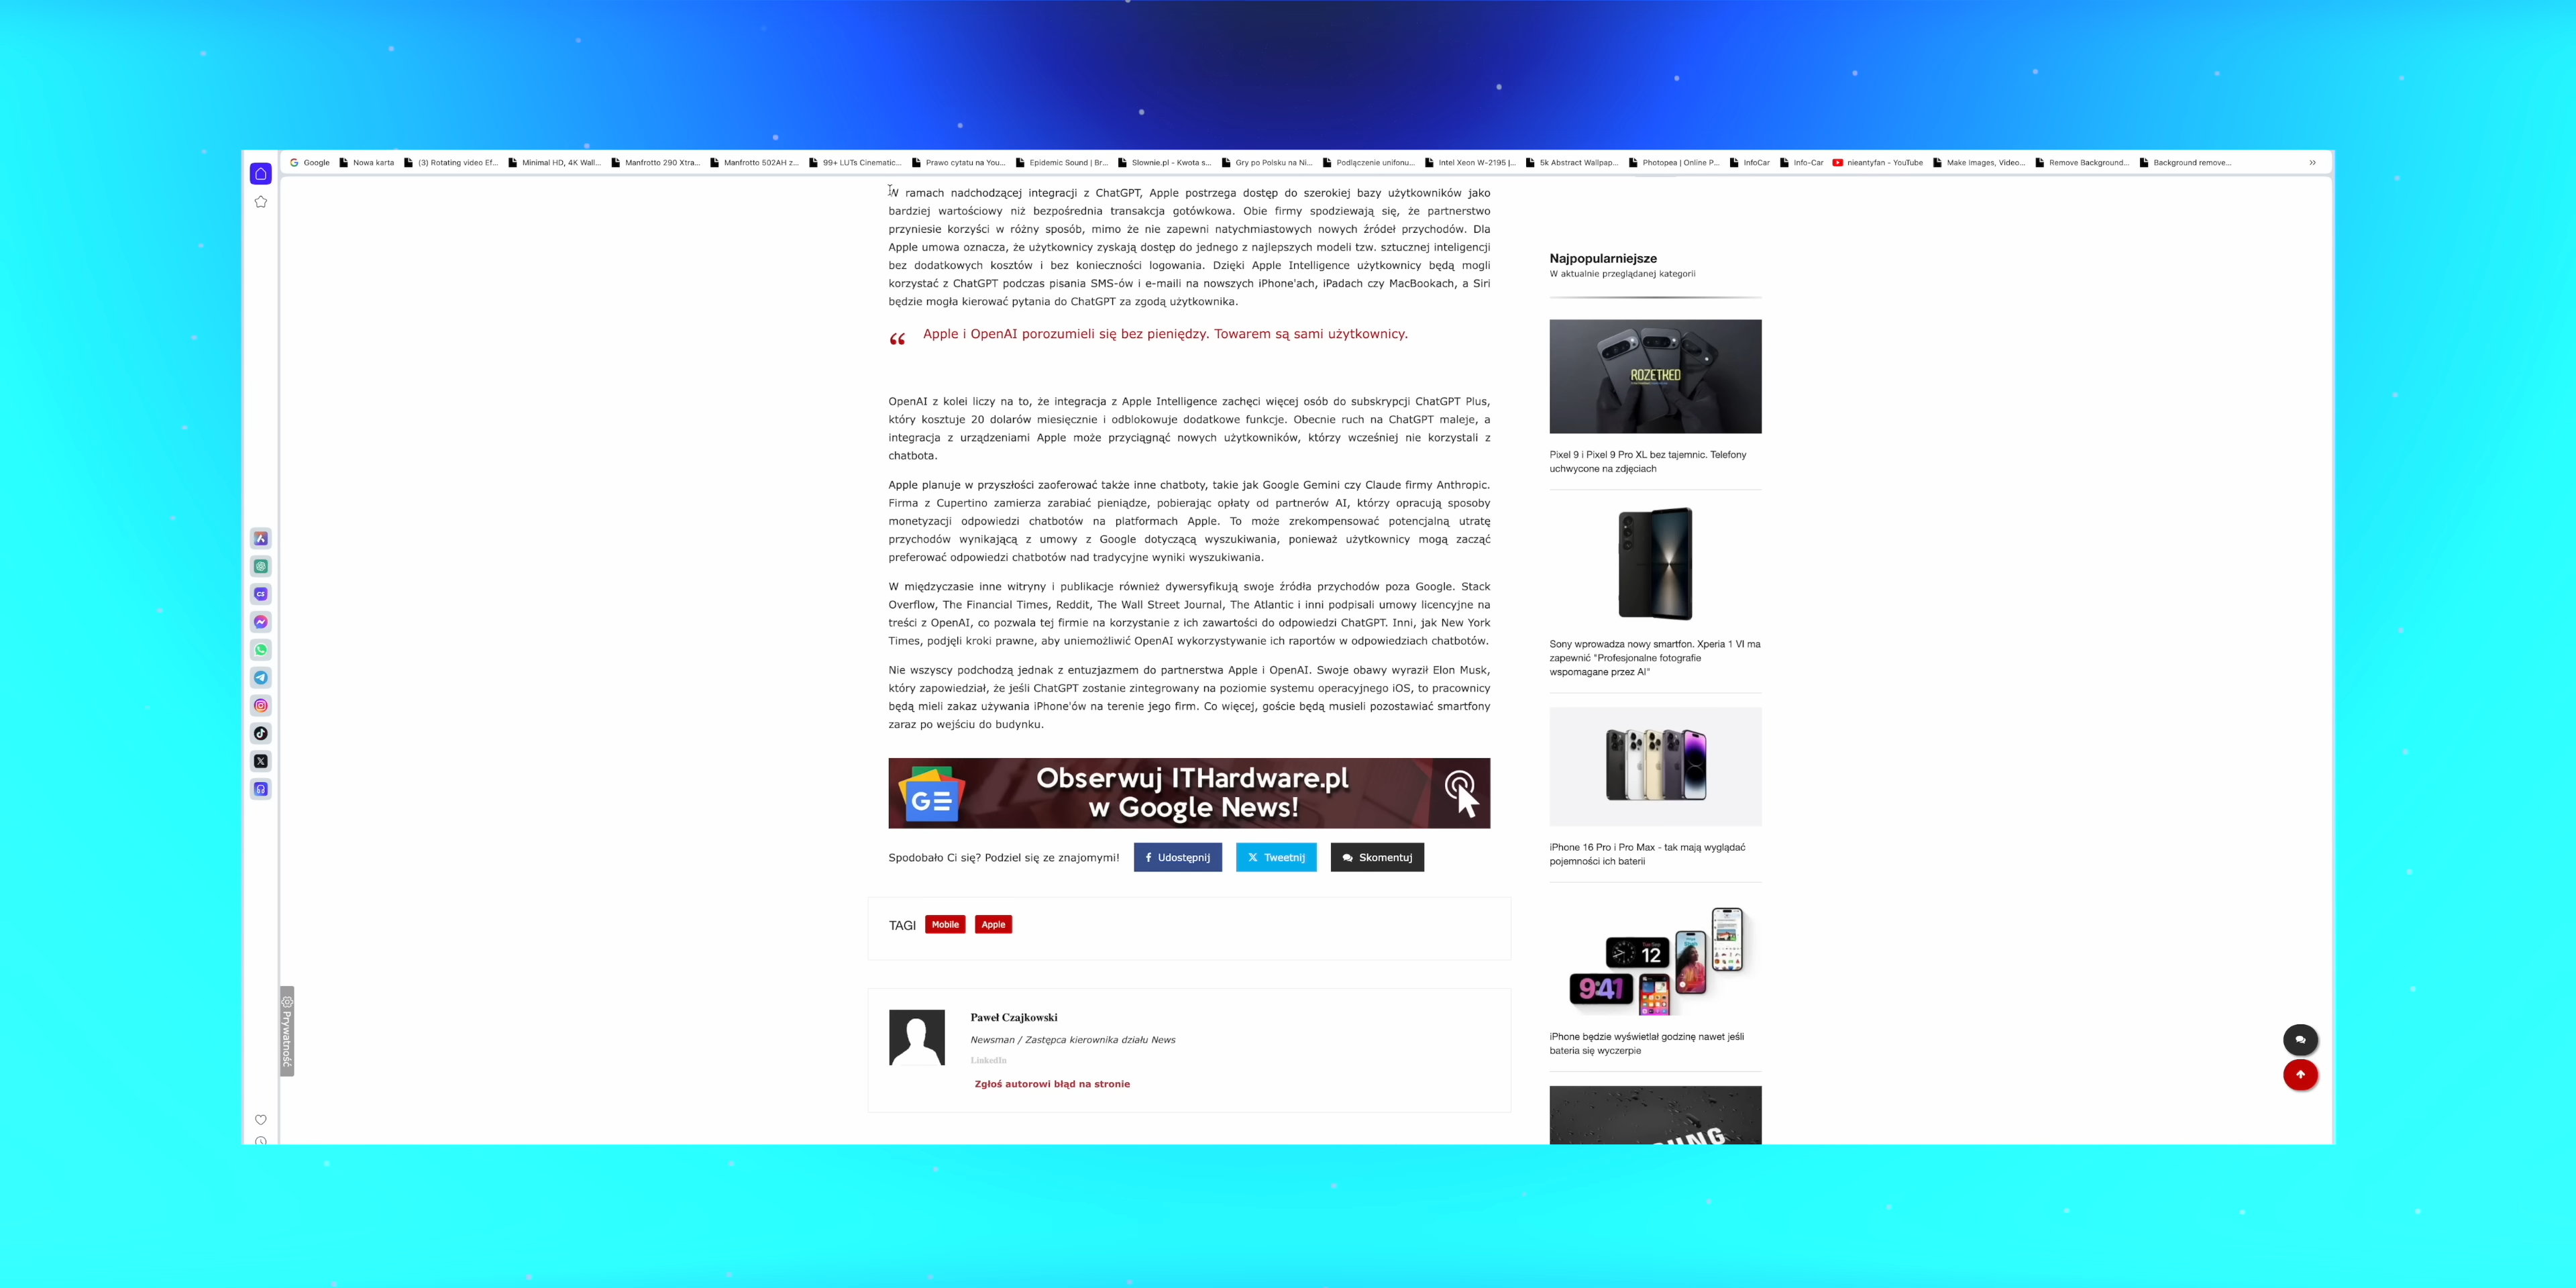 Google Nowa karta (3) Rotating video Ef... Minimal HD, 4K Wall... Manfrotto 290 Xtra... Manfrotto 502AH z... 99+ LUTs Cinematic... Prawo cytatu na You... Epidemic Sound | Br... Slownie.pl - Kwota s... Gry po Polsku na Ni... Podłączenie unifonu... Intel Xeon W-2195 |... 5k Abstract Wallpap... Photopea | Online P... InfoCar Info-Car nieantyfan - YouTube Make Images, Video... Remove Background... Background remove... »
W ramach nadchodzącej integracji z ChatGPT, Apple postrzega dostęp do szerokiej bazy użytkowników jako
bardziej wartościowy niż bezpośrednia transakcja gotówkowa. Obie firmy spodziewają się, że partnerstwo
przyniesie korzyści w różny sposób, mimo że nie zapewni natychmiastowych nowych źródeł przychodów. Dla
Apple umowa oznacza, że użytkownicy zyskają dostęp do jednego z najlepszych modeli tzw. sztucznej inteligencji
bez dodatkowych kosztów i bez konieczności logowania. Dzięki Apple Intelligence użytkownicy będą mogli
korzystać z ChatGPT podczas pisania SMS-ów i e-maili na nowszych iPhone'ach, iPadach czy MacBookach, a Siri
będzie mogła kierować pytania do ChatGPT za zgodą użytkownika.
“ Apple i OpenAI porozumieli się bez pieniędzy. Towarem są sami użytkownicy.
OpenAI z kolei liczy na to, że integracja z Apple Intelligence zachęci więcej osób do subskrypcji ChatGPT Plus,
który kosztuje 20 dolarów miesięcznie i odblokowuje dodatkowe funkcje. Obecnie ruch na ChatGPT maleje, a
integracja z urządzeniami Apple może przyciągnąć nowych użytkowników, którzy wcześniej nie korzystali z
chatbota.
Apple planuje w przyszłości zaoferować także inne chatboty, takie jak Google Gemini czy Claude firmy Anthropic.
Firma z Cupertino zamierza zarabiać pieniądze, pobierając opłaty od partnerów AI, którzy opracują sposoby
monetyzacji odpowiedzi chatbotów na platformach Apple. To może zrekompensować potencjalną utratę
przychodów wynikającą z umowy z Google dotyczącą wyszukiwania, ponieważ użytkownicy mogą zacząć
preferować odpowiedzi chatbotów nad tradycyjne wyniki wyszukiwania.
W międzyczasie inne witryny i publikacje również dywersyfikują swoje źródła przychodów poza Google. Stack
Overflow, The Financial Times, Reddit, The Wall Street Journal, The Atlantic i inni podpisali umowy licencyjne na
treści z OpenAI, co pozwala tej firmie na korzystanie z ich zawartości do odpowiedzi ChatGPT. Inni, jak New York
Times, podjęli kroki prawne, aby uniemożliwić OpenAI wykorzystywanie ich raportów w odpowiedziach chatbotów.
Nie wszyscy podchodzą jednak z entuzjazmem do partnerstwa Apple i OpenAI. Swoje obawy wyraził Elon Musk,
który zapowiedział, że jeśli ChatGPT zostanie zintegrowany na poziomie systemu operacyjnego iOS, to pracownicy
będą mieli zakaz używania iPhone'ów na terenie jego firm. Co więcej, goście będą musieli pozostawiać smartfony
zaraz po wejściu do budynku.
Obserwuj ITHardware.pl
w Google News!
Spodobało Ci się? Podziel się ze znajomymi! Udostępnij Tweetnij Skomentuj
TAGI Mobile Apple
Paweł Czajkowski
Newsman / Zastępca kierownika działu News
LinkedIn
Zgłoś autorowi błąd na stronie
Prywatność
Najpopularniejsze
W aktualnie przeglądanej kategorii
ROZETKED
Pixel 9 i Pixel 9 Pro XL bez tajemnic. Telefony
uchwycone na zdjęciach
Sony wprowadza nowy smartfon. Xperia 1 VI ma
zapewnić "Profesjonalne fotografie
wspomagane przez AI"
iPhone 16 Pro i Pro Max - tak mają wyglądać
pojemności ich baterii
12
9:41
iPhone będzie wyświetlał godzinę nawet jeśli
bateria się wyczerpie